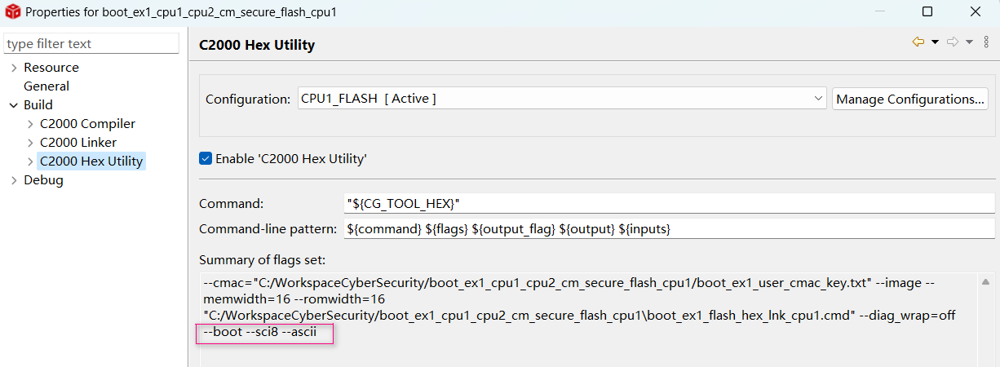 Properties for boot_ex1_cpu1_cpu2_cm_secure_flash_cpu1
type filter text
Resource
General
Build
C2000 Compiler
C2000 Linker
C2000 Hex Utility
Debug
C2000 Hex Utility
Configuration: CPU1_FLASH [ Active ] Manage Configurations...
Enable 'C2000 Hex Utility'
Command: "${CG_TOOL_HEX}"
Command-line pattern: ${command} ${flags} ${output_flag} ${output} ${inputs}
Summary of flags set:
--cmac="C:/WorkspaceCyberSecurity/boot_ex1_cpu1_cpu2_cm_secure_flash_cpu1/boot_ex1_user_cmac_key.txt" --image --
memwidth=16 --romwidth=16
"C:/WorkspaceCyberSecurity/boot_ex1_cpu1_cpu2_cm_secure_flash_cpu1\boot_ex1_flash_hex_lnk_cpu1.cmd" --diag_wrap=off
--boot --sci8 --ascii